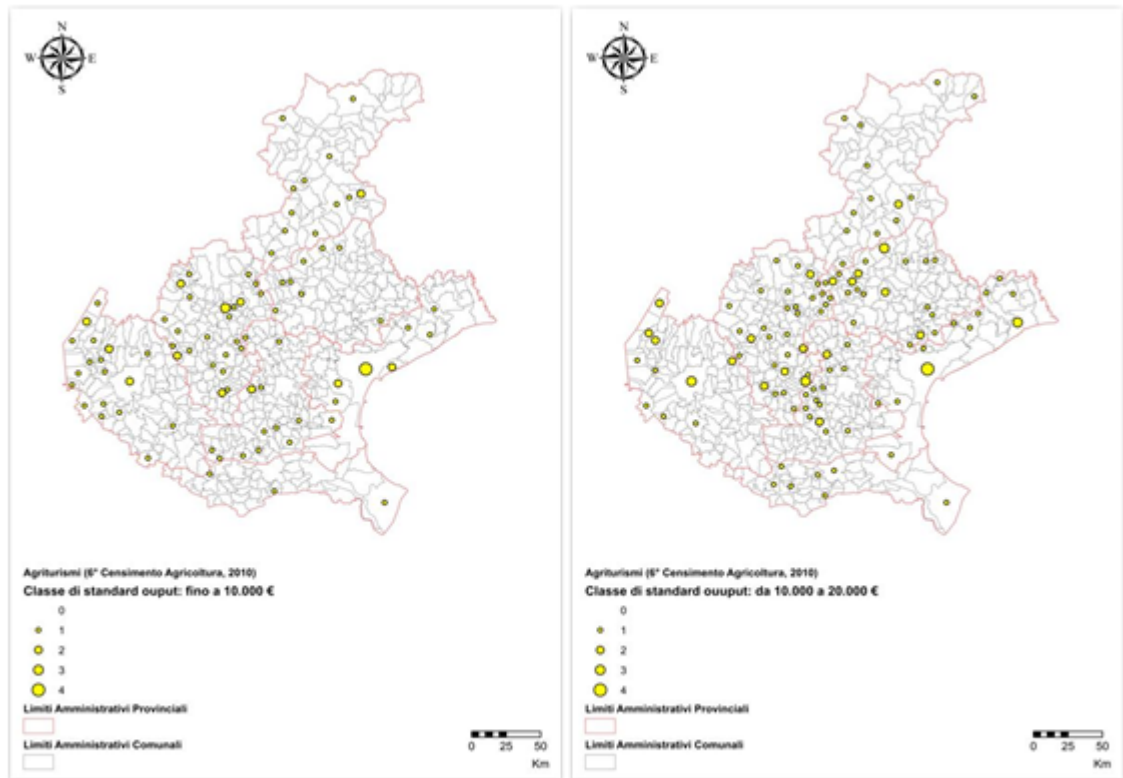 N
W E
S
Agriturismi (6° Censimento Agricoltura, 2010)
Classe di standard ouput: fino a 10.000 €
0
1
2
3
4
Limiti Amministrativi Provinciali
Limiti Amministrativi Comunali
0 25 50
Km
N
W E
S
Agriturismi (6° Censimento Agricoltura, 2010)
Classe di standard ouuput: da 10.000 a 20.000 €
0
1
2
3
4
Limiti Amministrativi Provinciali
Limiti Amministrativi Comunali
0 25 50
Km